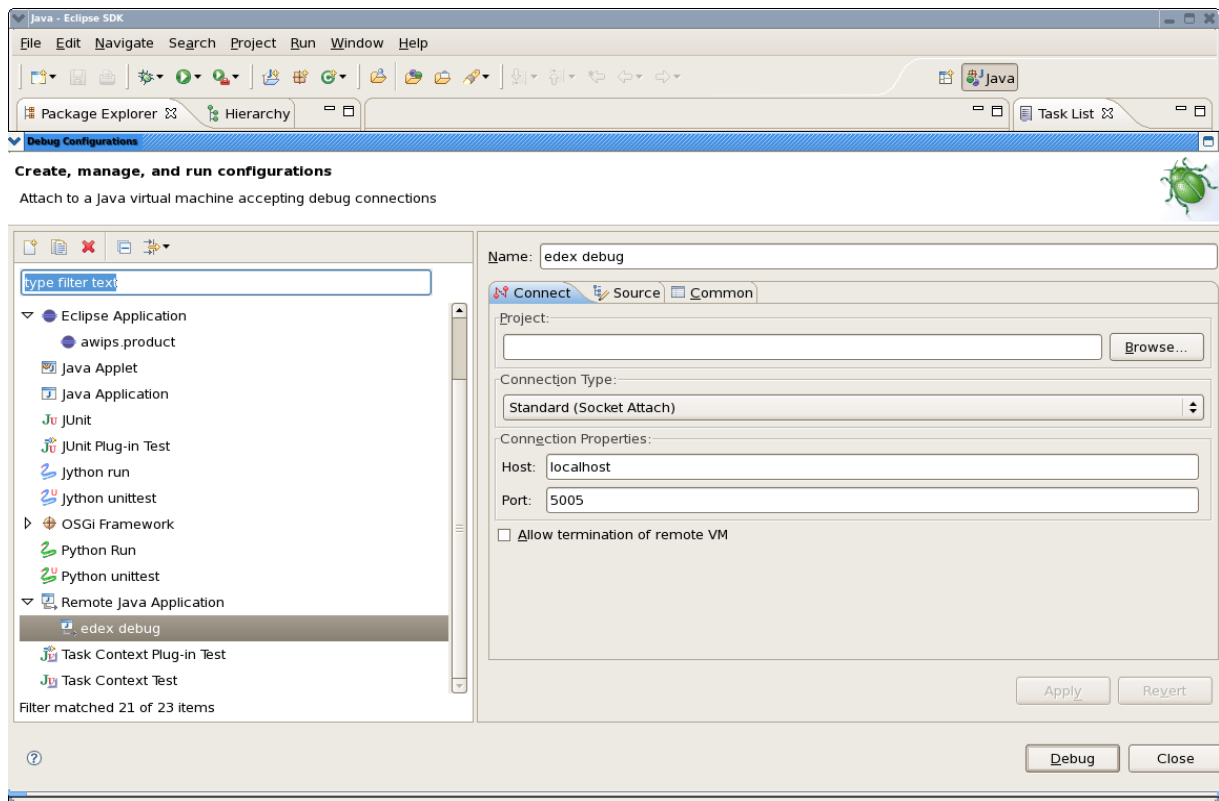 Java - Eclipse SDK
File Edit Navigate Search Project Run Window Help
Java
Package Explorer Hierarchy Task List
Debug Configurations
Create, manage, and run configurations
Attach to a Java virtual machine accepting debug connections
type filter text
Eclipse Application
awips.product
Java Applet
Java Application
Ju JUnit
JUnit Plug-in Test
Jython run
Jython unittest
OSGi Framework
Python Run
Python unittest
Remote Java Application
edex debug
Task Context Plug-in Test
Task Context Test
Filter matched 21 of 23 items
Name: edex debug
Connect Source Common
Project:
Browse...
Connection Type:
Standard (Socket Attach)
Connection Properties:
Host: localhost
Port: 5005
Allow termination of remote VM
Apply Revert
? Debug Close